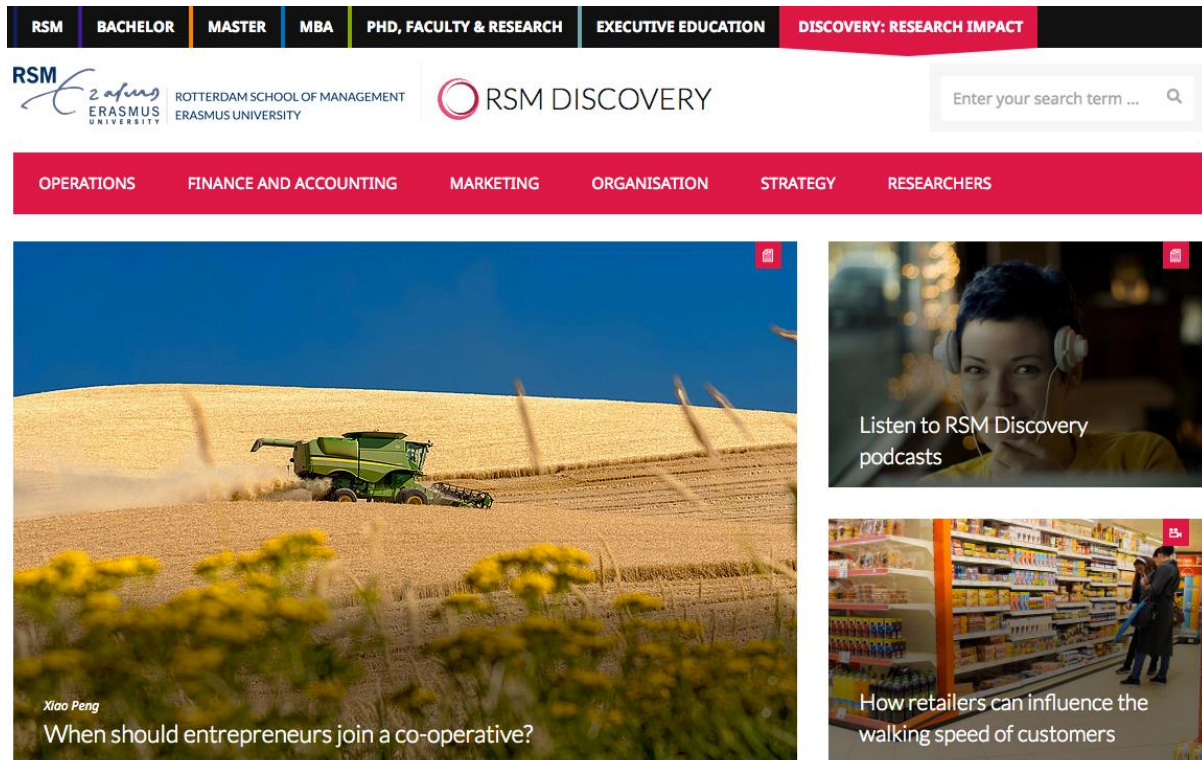 RSM BACHELOR MASTER MBA PHD, FACULTY & RESEARCH EXECUTIVE EDUCATION DISCOVERY: RESEARCH IMPACT
RSM
Erasmus
ERASMUS
UNIVERSITY
ROTTERDAM SCHOOL OF MANAGEMENT
ERASMUS UNIVERSITY
RSM DISCOVERY
Enter your search term ...
OPERATIONS FINANCE AND ACCOUNTING MARKETING ORGANISATION STRATEGY RESEARCHERS
Xiao Peng
When should entrepreneurs join a co-operative?
Listen to RSM Discovery
podcasts
How retailers can influence the
walking speed of customers